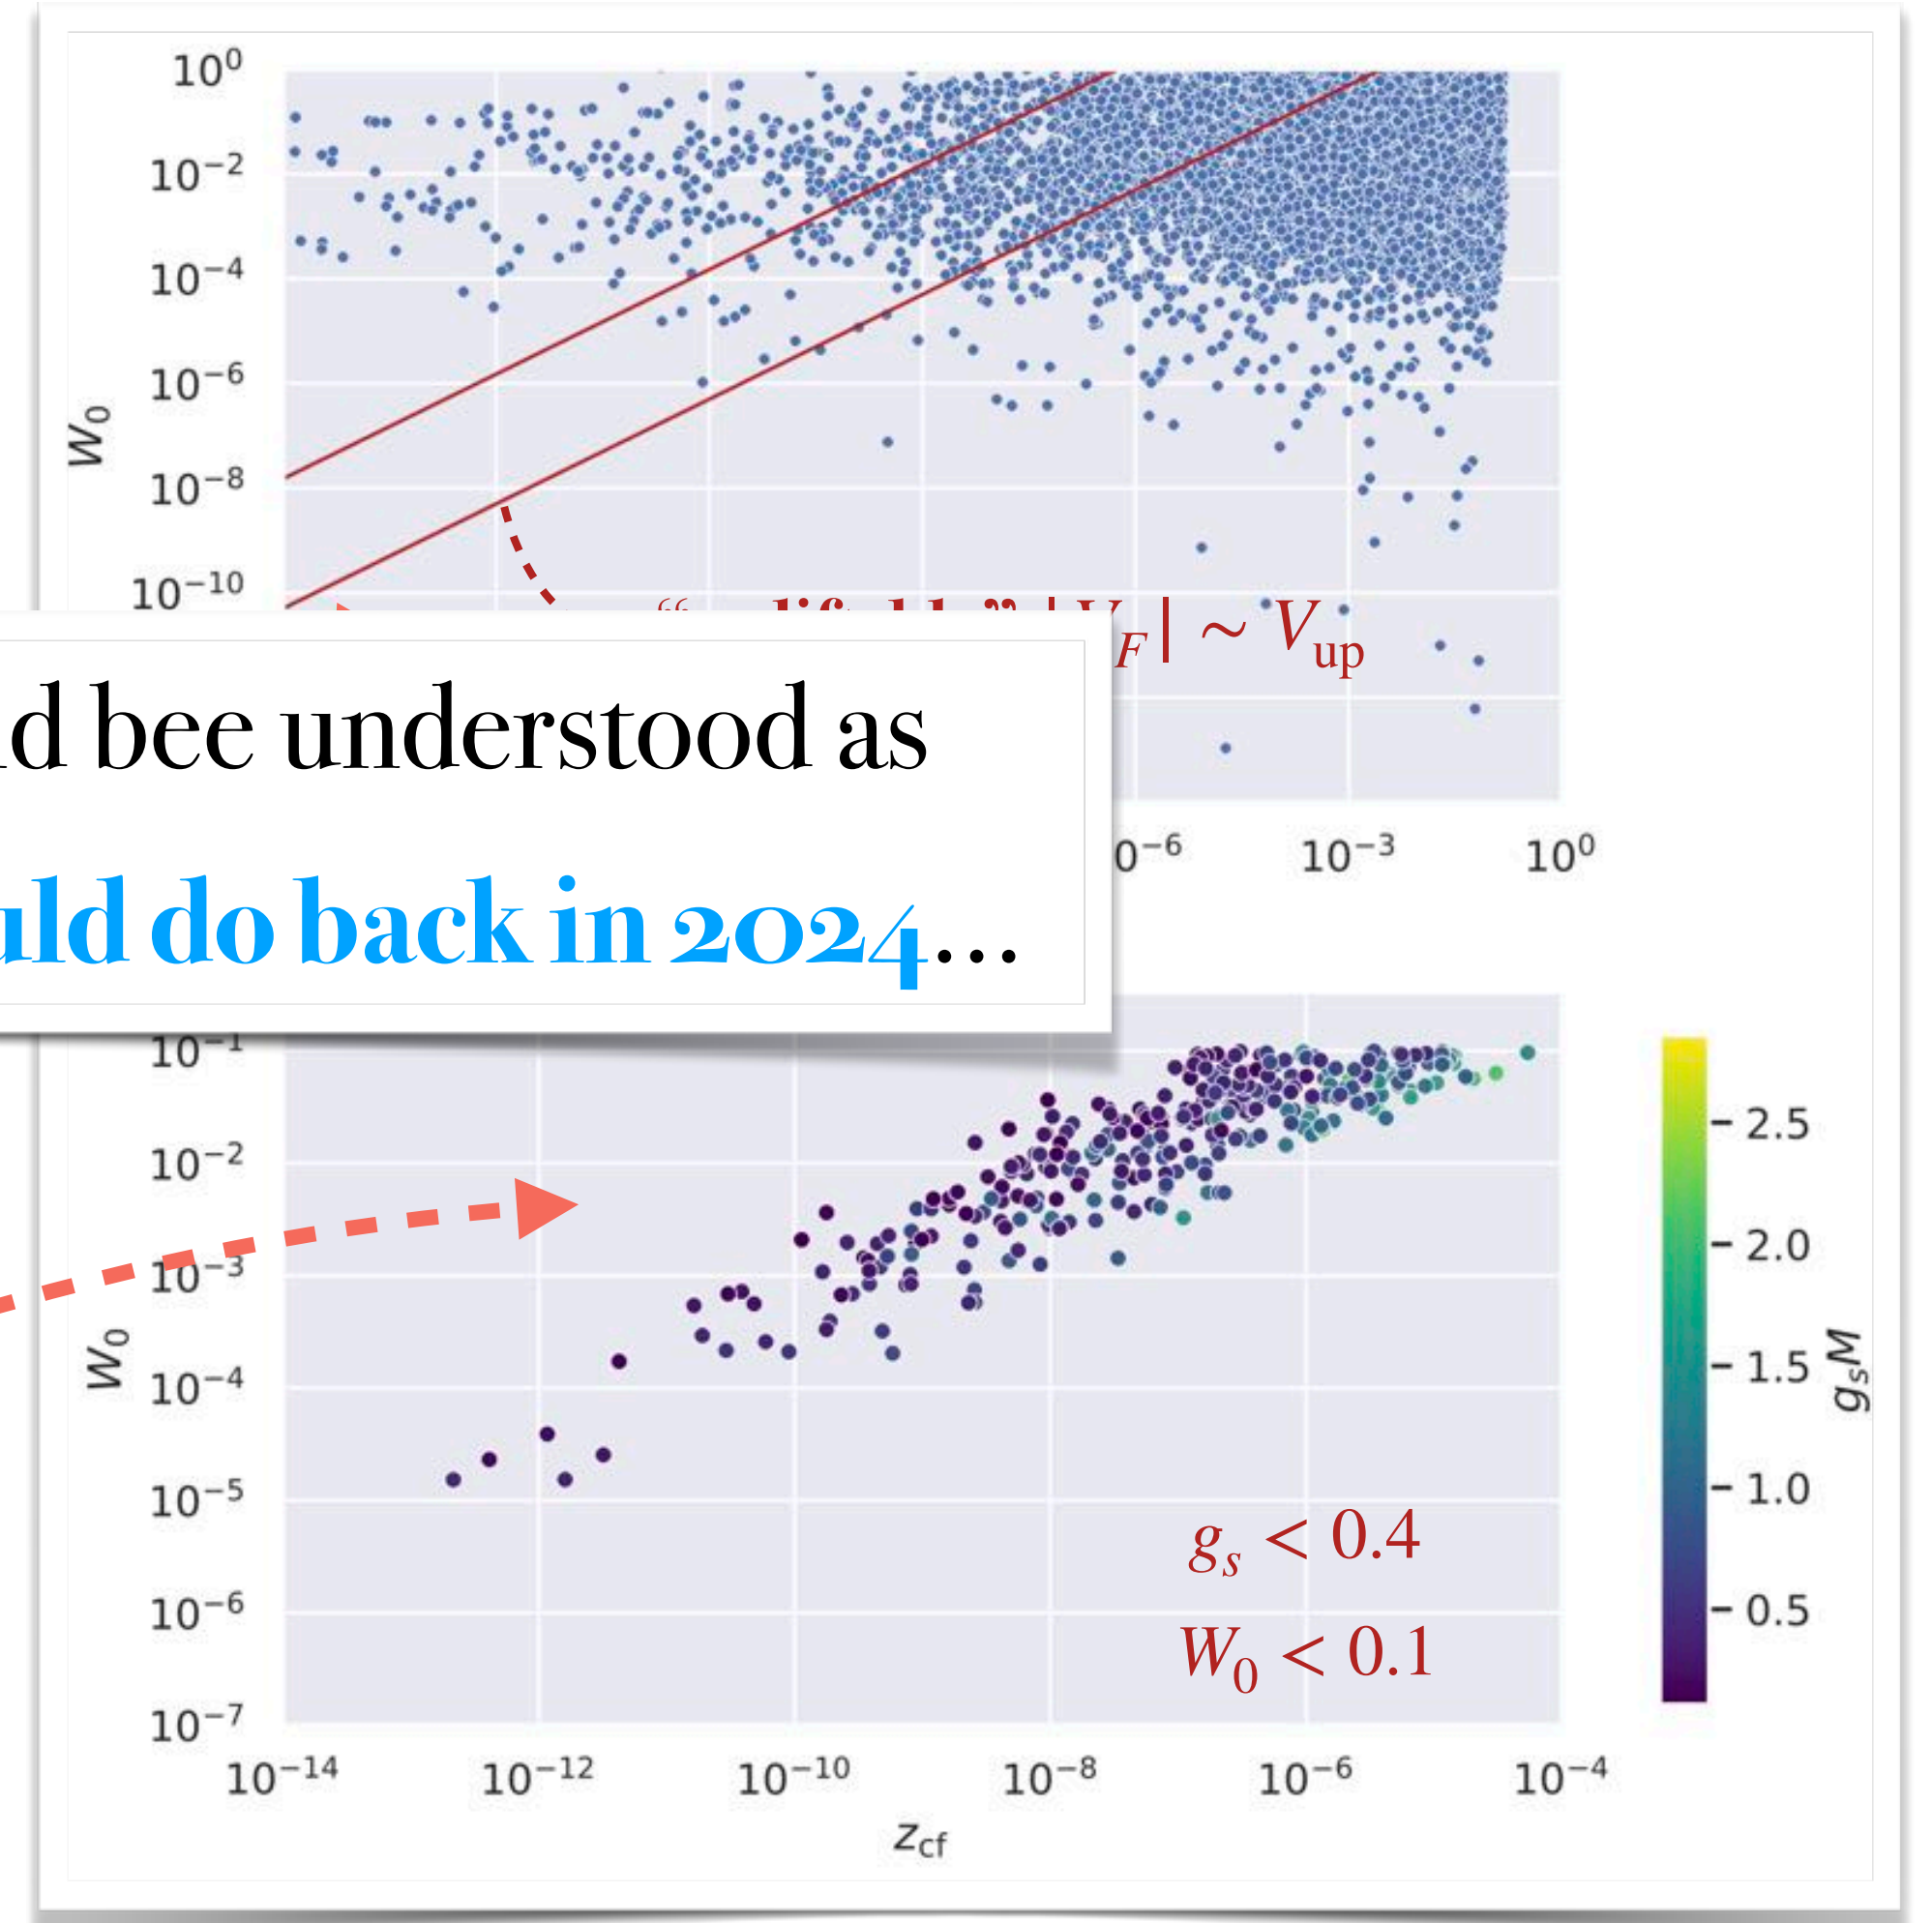 10⁰
10⁻²
10⁻⁴
10⁻⁶
10⁻⁸
10⁻¹⁰
W₀
F| ~ V_up
d bee understood as
uld do back in 2024…
0⁻⁶ 10⁻³ 10⁰
10⁻¹
10⁻²
10⁻³
10⁻⁴
10⁻⁵
10⁻⁶
10⁻⁷
W₀
g_s < 0.4
W₀ < 0.1
10⁻¹⁴ 10⁻¹² 10⁻¹⁰ 10⁻⁸ 10⁻⁶ 10⁻⁴
z_cf
2.5
2.0
1.5
1.0
0.5
g_sM